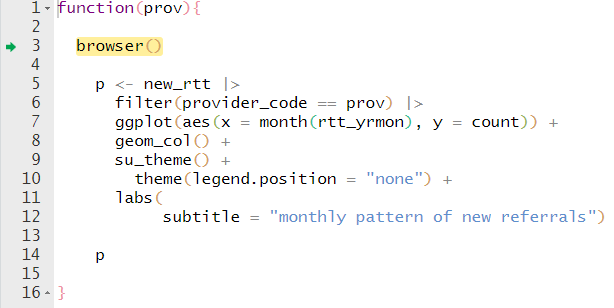 1 function(prov){
2
3 browser()
4
5 p <- new_rtt |>
6 filter(provider_code == prov) |>
7 ggplot(aes(x = month(rtt_yrmon), y = count)) +
8 geom_col() +
9 su_theme() +
10 theme(legend.position = "none") +
11 labs(
12 subtitle = "monthly pattern of new referrals")
13
14 p
15
16 }